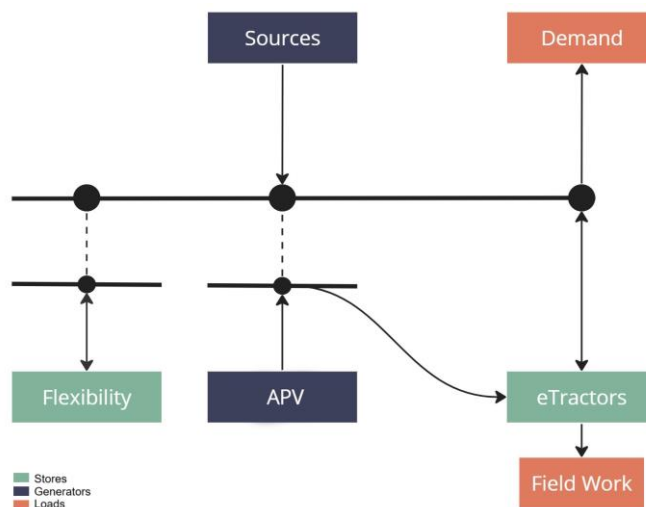 Sources
Demand
Flexibility
APV
eTractors
Field Work
Stores
Generators
Loads